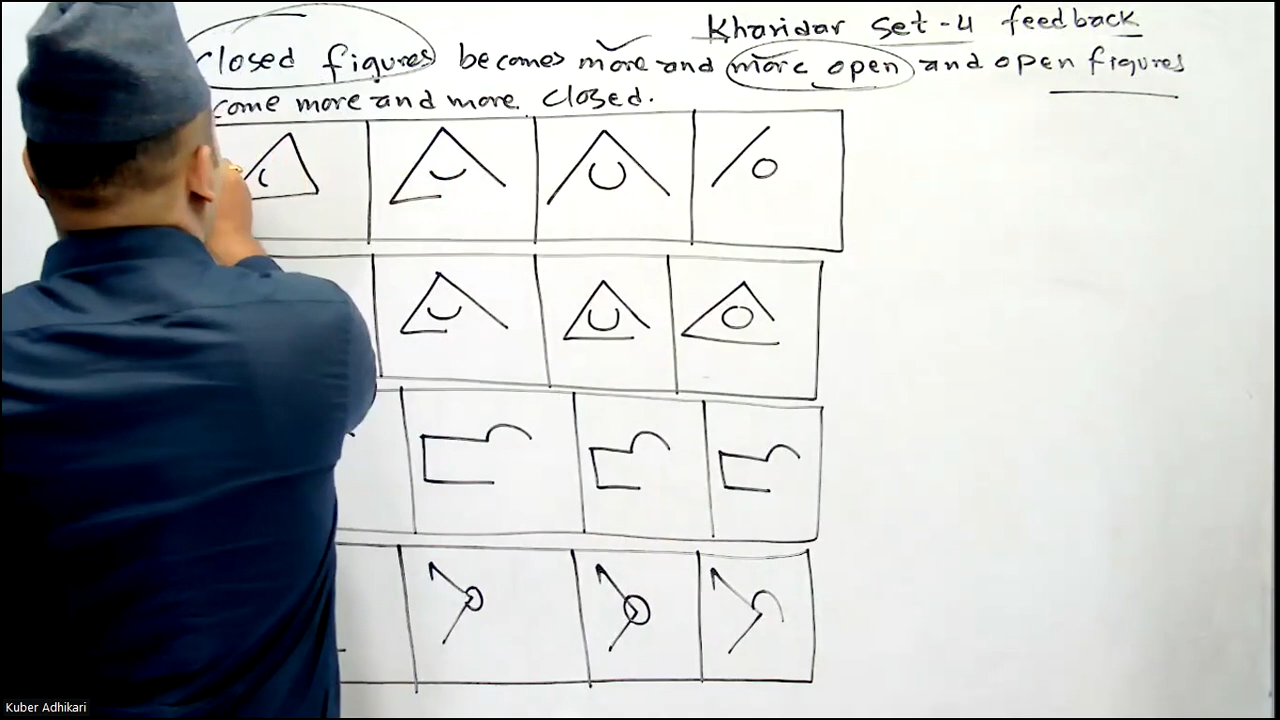 Kharidar Set-4 feedback
closed figures becomes more and more open and open figures
come more and more closed.
Kuber Adhikari